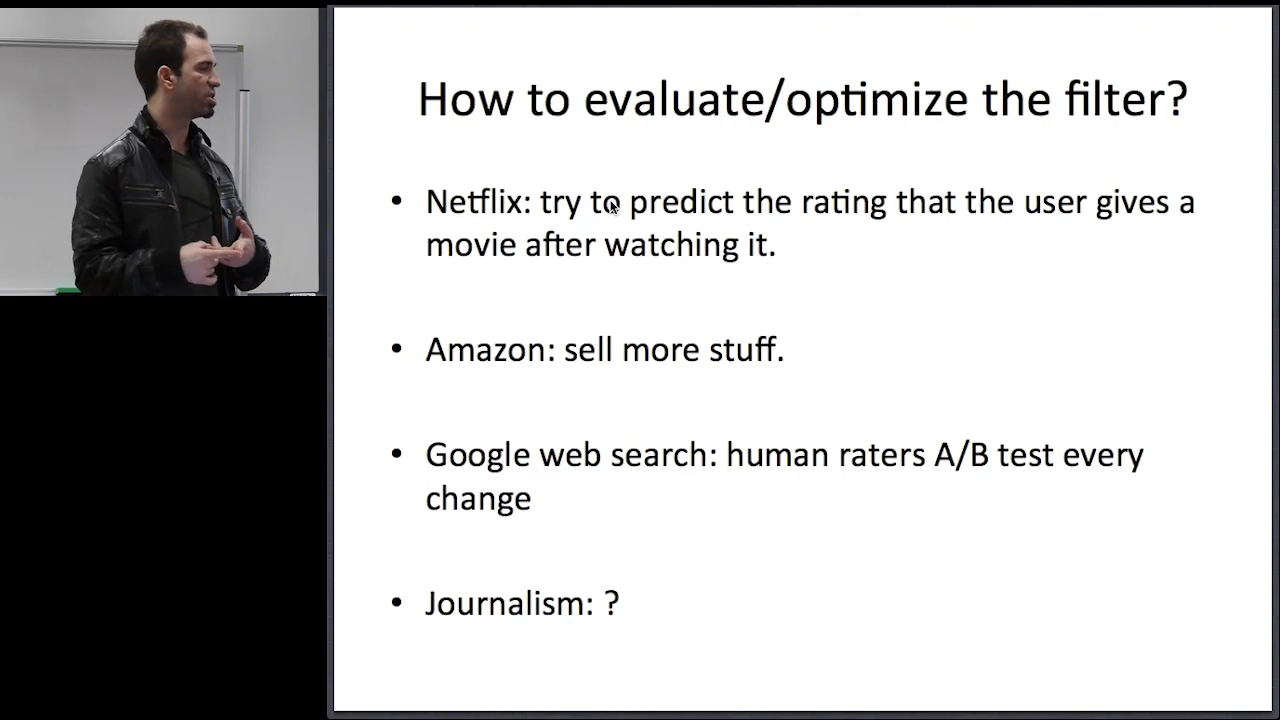 How to evaluate/optimize the filter?
• Netflix: try to predict the rating that the user gives a
movie after watching it.
• Amazon: sell more stuff.
• Google web search: human raters A/B test every
change
• Journalism: ?